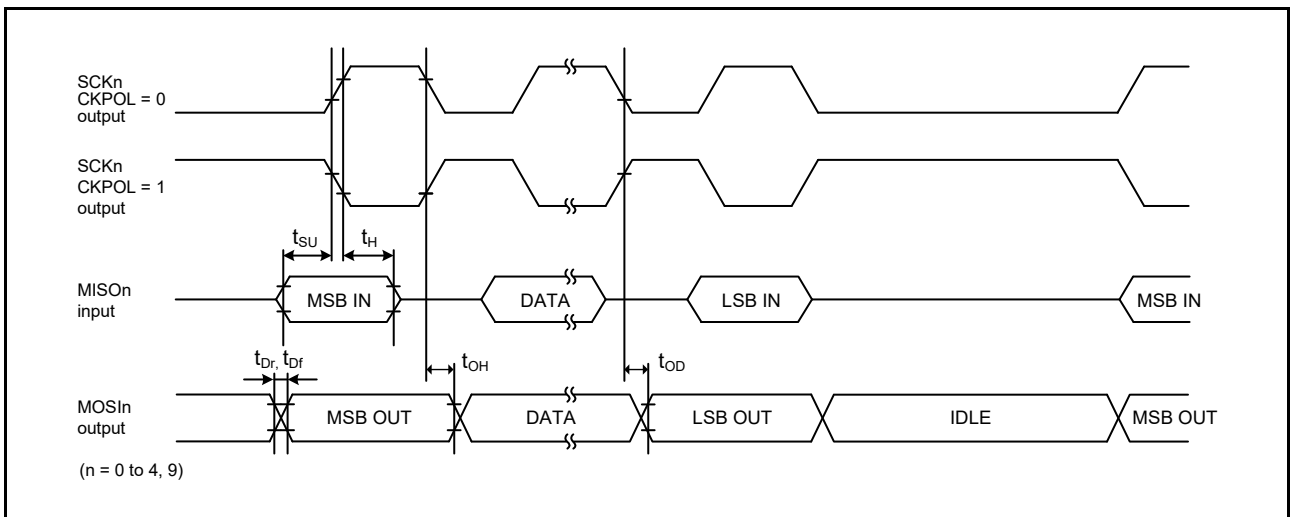 SCKn
CKPOL = 0
output
SCKn
CKPOL = 1
output
tSU
tH
MISOn
input
MSB IN
DATA
LSB IN
MSB IN
tDr, tDf
tOH
tOD
MOSIn
output
MSB OUT
DATA
LSB OUT
IDLE
MSB OUT
(n = 0 to 4, 9)